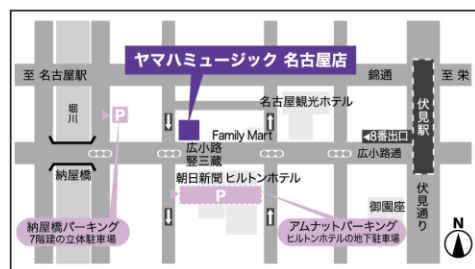 ヤマハミュージック 名古屋店
至 名古屋駅
錦通
至 栄
堀川
P
名古屋観光ホテル
伏見駅
Family Mart
8番出口
広小路
竪三蔵
広小路通
納屋橋
朝日新聞 ヒルトンホテル
P
伏見通り
御園座
納屋橋パーキング
7階建の立体駐車場
アムナットパーキング
ヒルトンホテルの地下駐車場
N